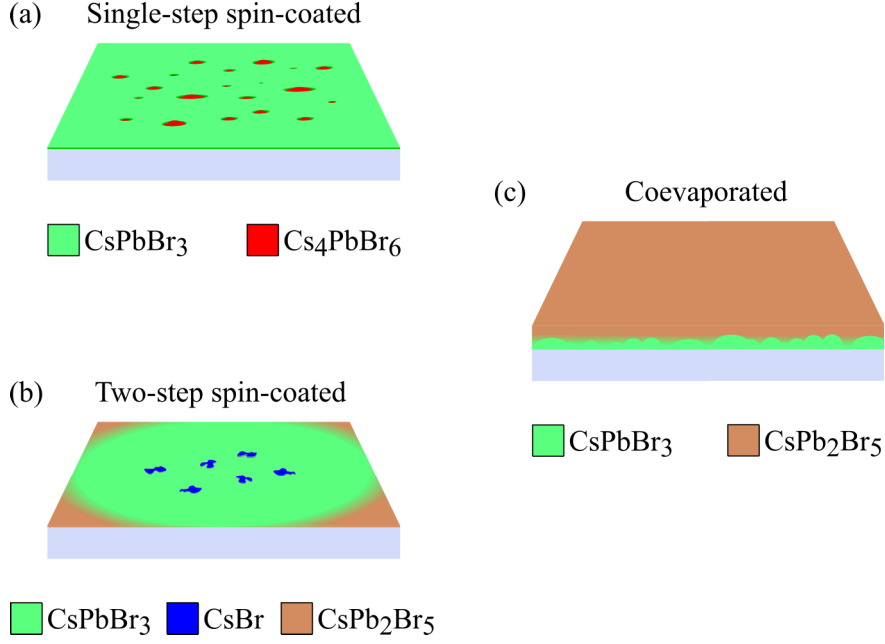 (a) Single-step spin-coated
CsPbBr3 Cs4PbBr6
(b) Two-step spin-coated
CsPbBr3 CsBr CsPb2Br5
(c) Coevaporated
CsPbBr3 CsPb2Br5